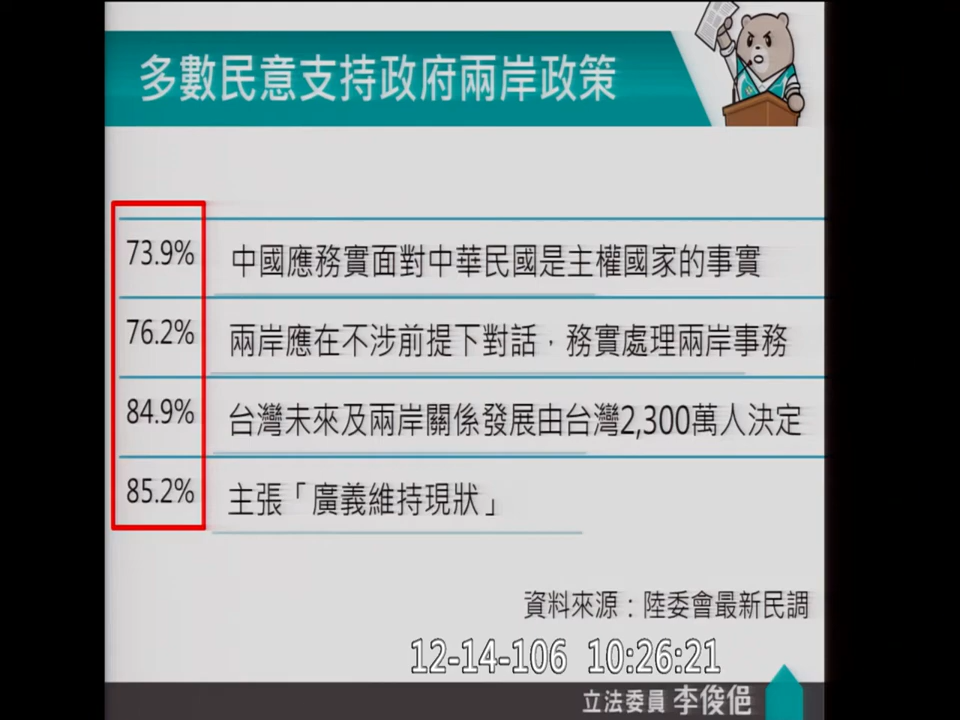 多數民意支持政府兩岸政策
73.9% 中國應務實面對中華民國是主權國家的事實
76.2% 兩岸應在不涉前提下對話，務實處理兩岸事務
84.9% 台灣未來及兩岸關係發展由台灣2,300萬人決定
85.2% 主張「廣義維持現狀」
資料來源：陸委會最新民調
12-14-106 10:26:21
立法委員 李俊俋